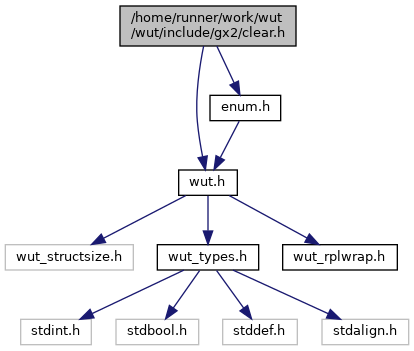 /home/runner/work/wut
/wut/include/gx2/clear.h
enum.h
wut.h
wut_structsize.h
wut_types.h
wut_rplwrap.h
stdint.h
stdbool.h
stddef.h
stdalign.h